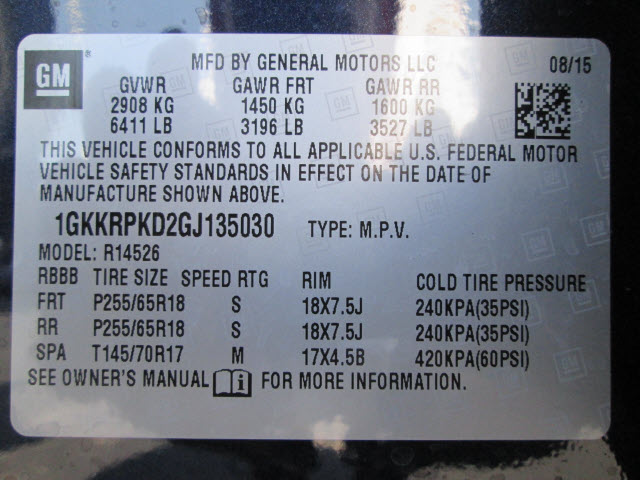 GM
MFD BY GENERAL MOTORS LLC 08/15
GVWR GAWR FRT GAWR RR
2908 KG 1450 KG 1600 KG
6411 LB 3196 LB 3527 LB
THIS VEHICLE CONFORMS TO ALL APPLICABLE U.S. FEDERAL MOTOR
VEHICLE SAFETY STANDARDS IN EFFECT ON THE DATE OF
MANUFACTURE SHOWN ABOVE.
1GKKRPKD2GJ135030 TYPE: M.P.V.
MODEL: R14526
RBBB TIRE SIZE SPEED RTG RIM COLD TIRE PRESSURE
FRT P255/65R18 S 18X7.5J 240KPA(35PSI)
RR P255/65R18 S 18X7.5J 240KPA(35PSI)
SPA T145/70R17 M 17X4.5B 420KPA(60PSI)
SEE OWNER'S MANUAL FOR MORE INFORMATION.